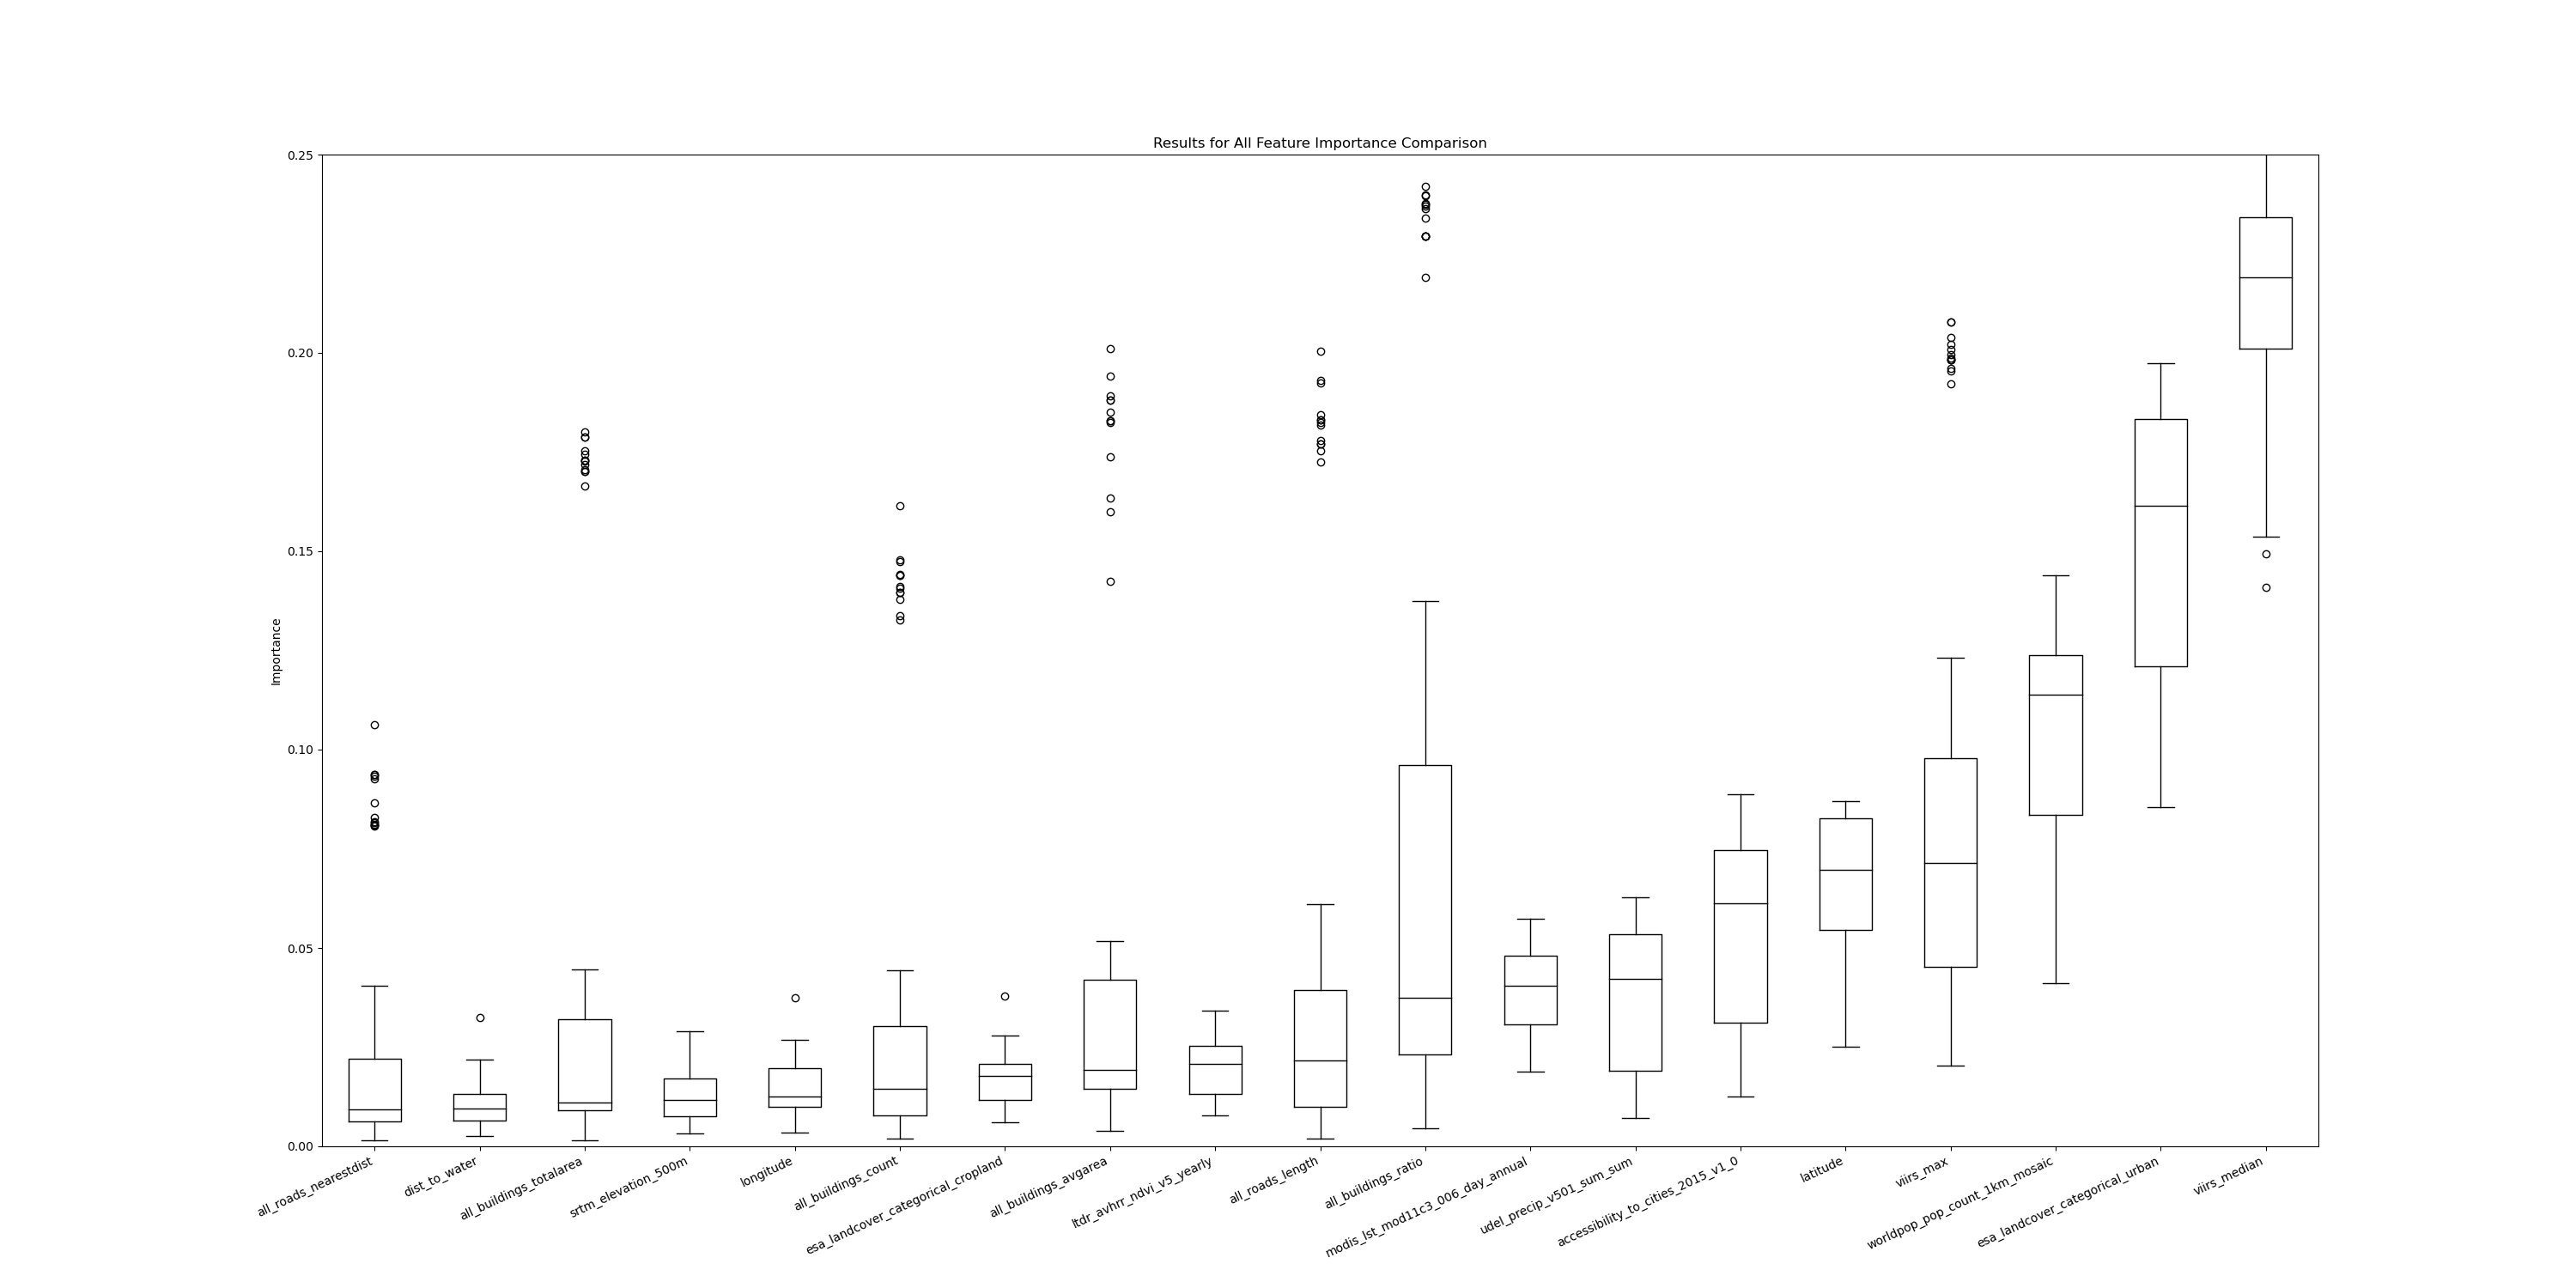 Results for All Feature Importance Comparison
0.25
0.20
0.15
0.10
0.05
0.00
Importance
all_roads_nearestdist
dist_to_water
all_buildings_totalarea
srtm_elevation_500m
longitude
all_buildings_count
esa_landcover_categorical_cropland
all_buildings_avgarea
ltdr_avhrr_ndvi_v5_yearly
all_roads_length
all_buildings_ratio
modis_lst_mod11c3_006_day_annual
udel_precip_v501_sum_sum
accessibility_to_cities_2015_v1_0
latitude
viirs_max
worldpop_pop_count_1km_mosaic
esa_landcover_categorical_urban
viirs_median